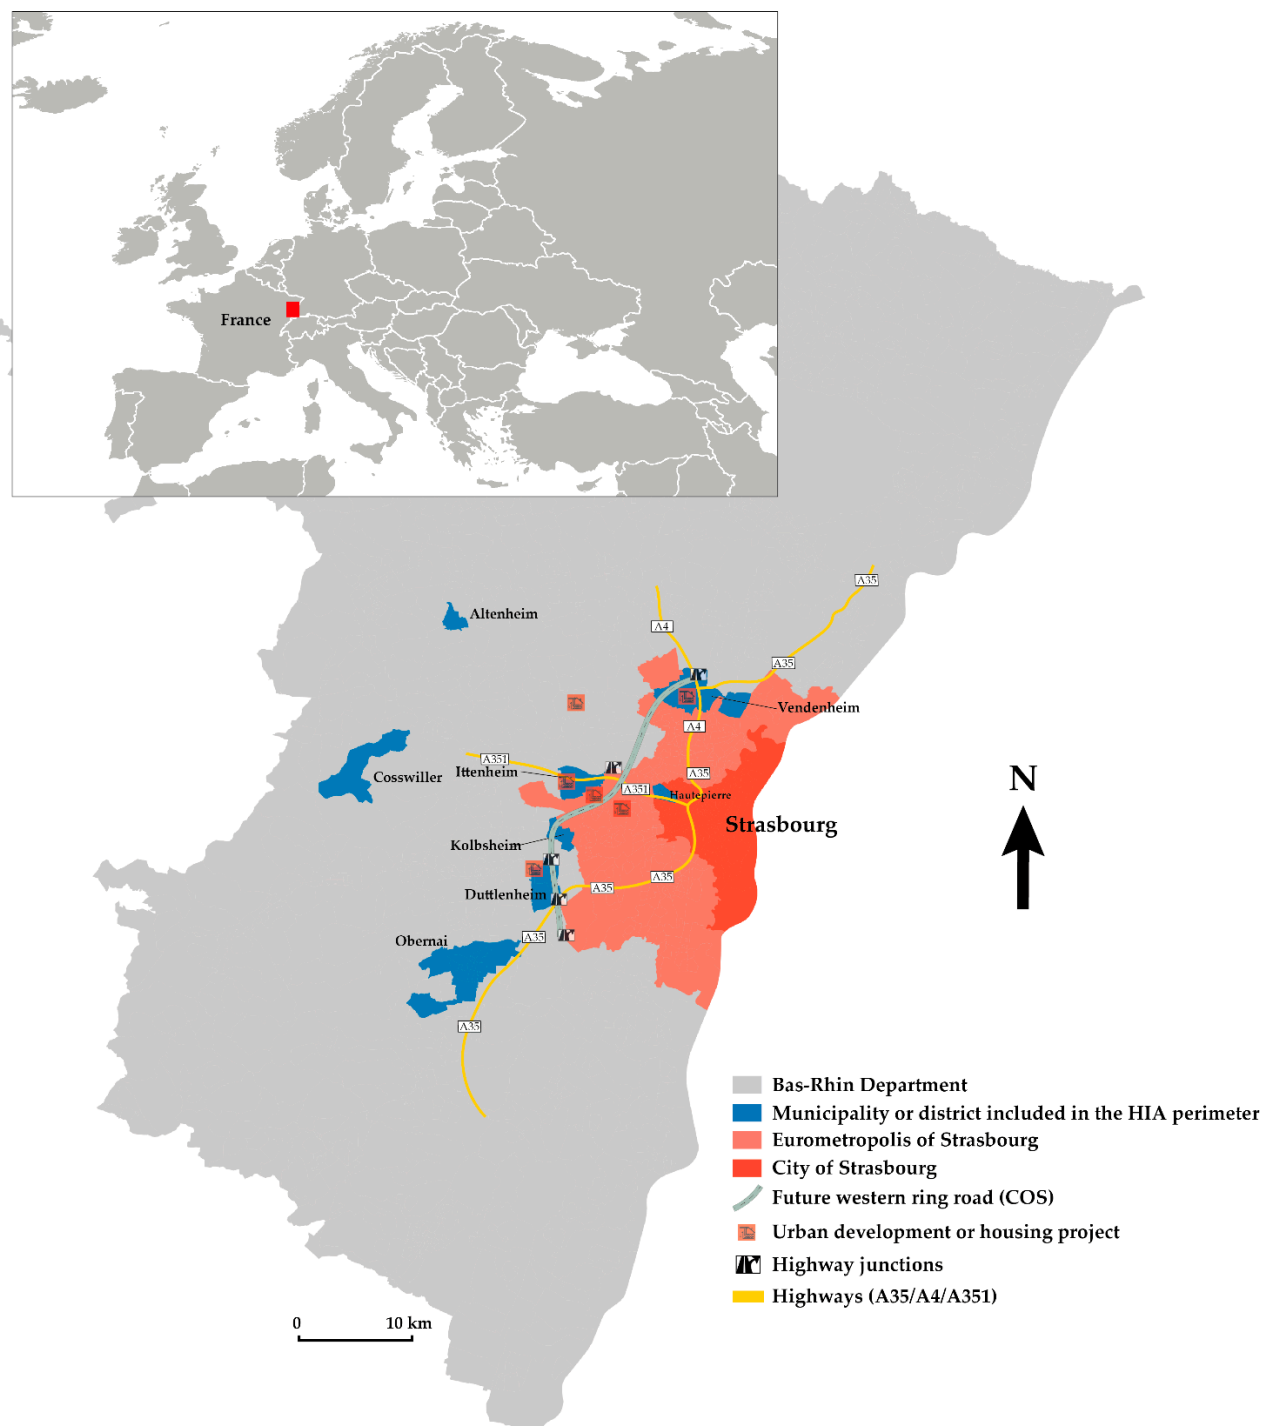 France
A35
Altenheim
A4
A35
Vendenheim
A4
A351
Ittenheim
Cosswiller
A35
A351
Hautepierre
Strasbourg
N
Kolbsheim
A35
A35
Duttlenheim
A35
Obernai
A35
Bas-Rhin Department
Municipality or district included in the HIA perimeter
Eurometropolis of Strasbourg
City of Strasbourg
Future western ring road (COS)
Urban development or housing project
Highway junctions
Highways (A35/A4/A351)
0 10 km